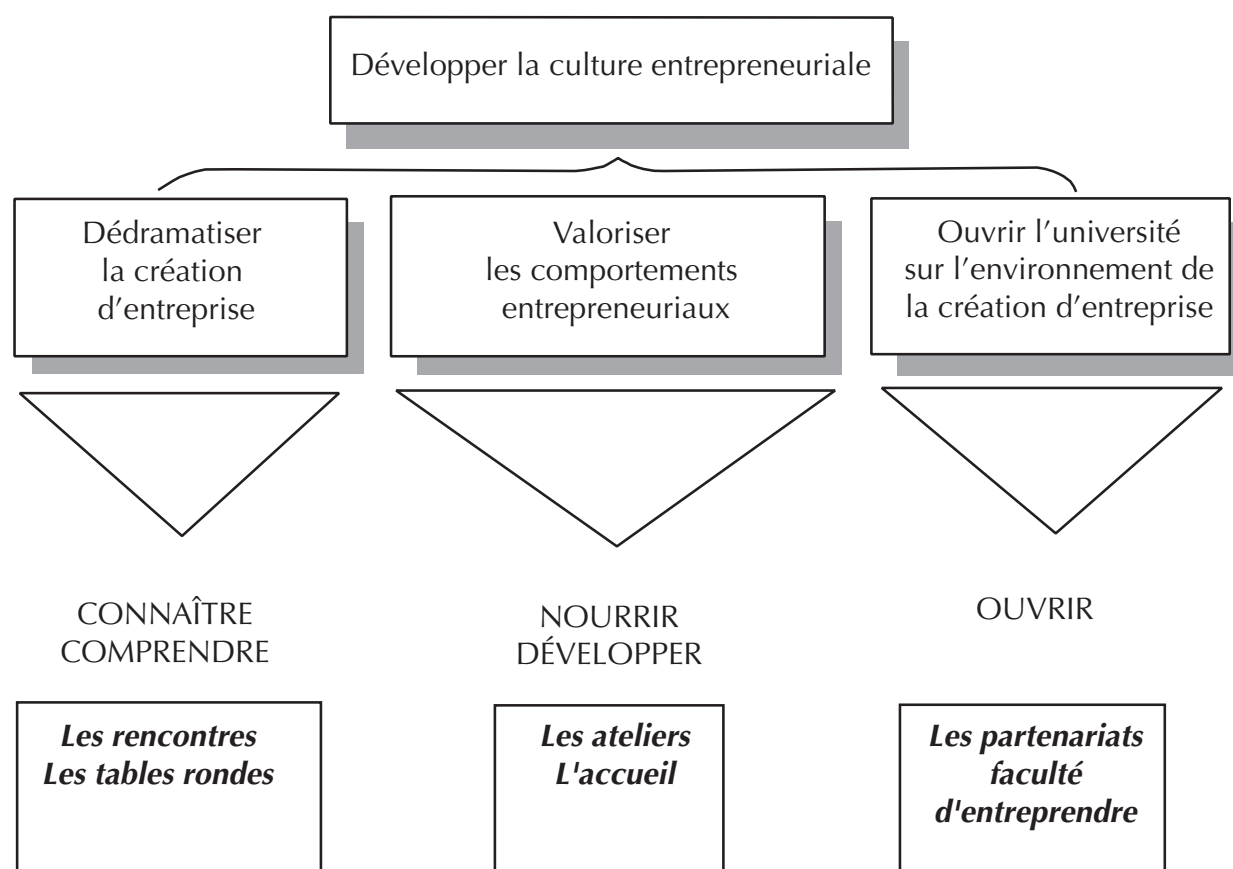 Développer la culture entrepreneuriale
Dédramatiser
la création
d’entreprise
Valoriser
les comportements
entrepreneuriaux
Ouvrir l’université
sur l’environnement de
la création d’entreprise
CONNAÎTRE
COMPRENDRE
NOURRIR
DÉVELOPPER
OUVRIR
Les rencontres
Les tables rondes
Les ateliers
L'accueil
Les partenariats
faculté
d'entreprendre